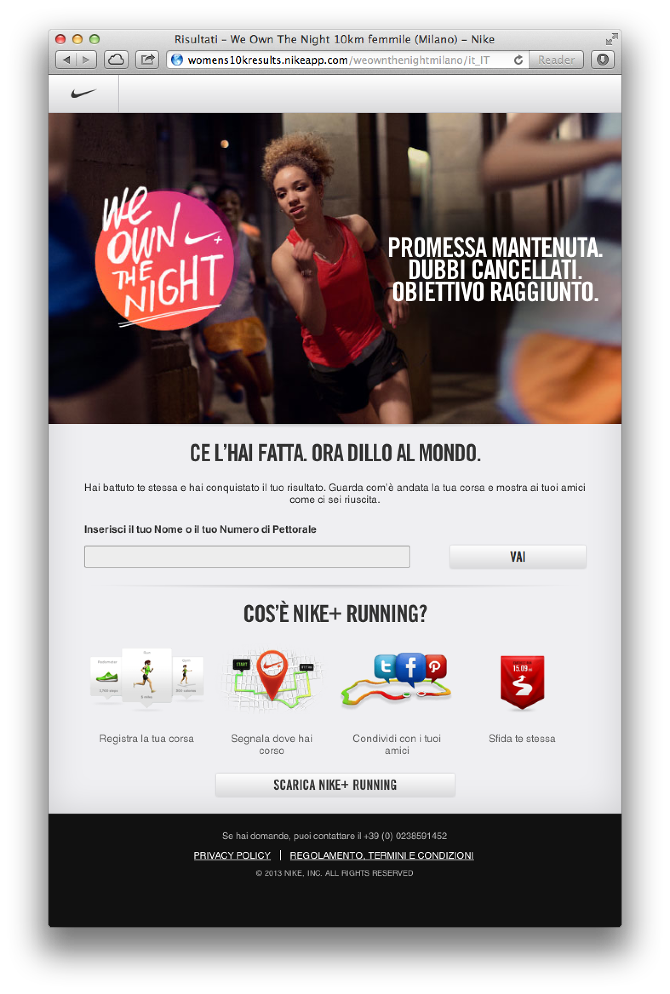 Risultati – We Own The Night 10km femmile (Milano) – Nike
womens10kresults.nikeapp.com/weownthenightmilano/it_IT
Reader
WE
OWN
THE
NIGHT
PROMESSA MANTENUTA.
DUBBI CANCELLATI.
OBIETTIVO RAGGIUNTO.
CE L'HAI FATTA. ORA DILLO AL MONDO.
Hai battuto te stessa e hai conquistato il tuo risultato. Guarda com'è andata la tua corsa e mostra ai tuoi amici
come ci sei riuscita.
Inserisci il tuo Nome o il tuo Numero di Pettorale
VAI
COS'È NIKE+ RUNNING?
START
15.09
Registra la tua corsa
Segnala dove hai
corso
Condividi con i tuoi
amici
Sfida te stessa
SCARICA NIKE+ RUNNING
Se hai domande, puoi contattare il +39 (0) 0238591452
PRIVACY POLICY | REGOLAMENTO, TERMINI E CONDIZIONI
© 2013 NIKE, INC. ALL RIGHTS RESERVED